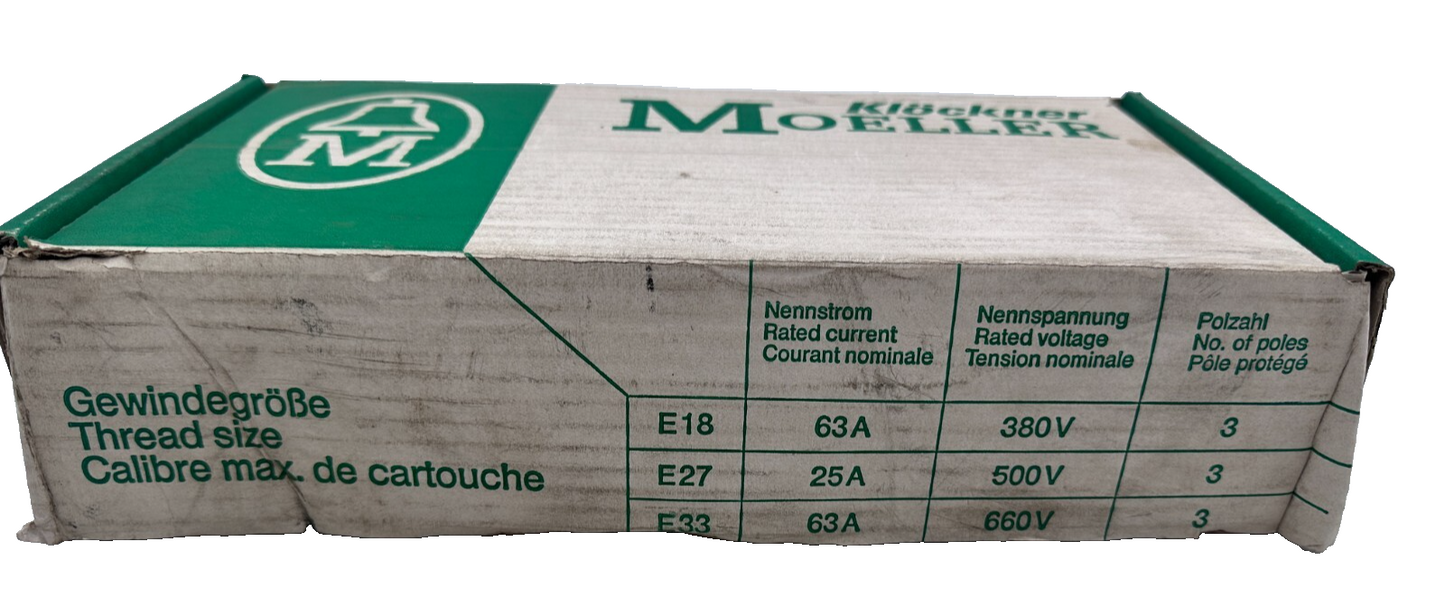 M
Klöckner
MOELLER
Nennstrom
Rated current
Courant nominale
Nennspannung
Rated voltage
Tension nominale
Polzahl
No. of poles
Pôle protégé
Gewindegröße
Thread size
Calibre max. de cartouche
E18 63A 380V 3
E27 25A 500V 3
E33 63A 660V 3